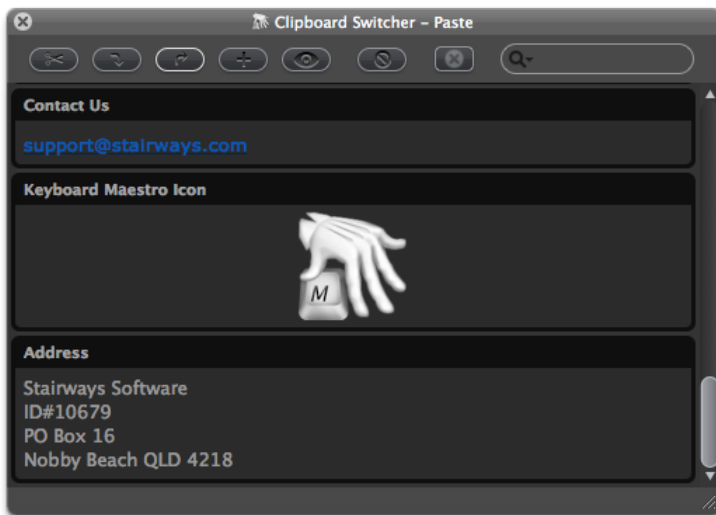 Clipboard Switcher – Paste
Contact Us
support@stairways.com
Keyboard Maestro Icon
M
Address
Stairways Software
ID#10679
PO Box 16
Nobby Beach QLD 4218